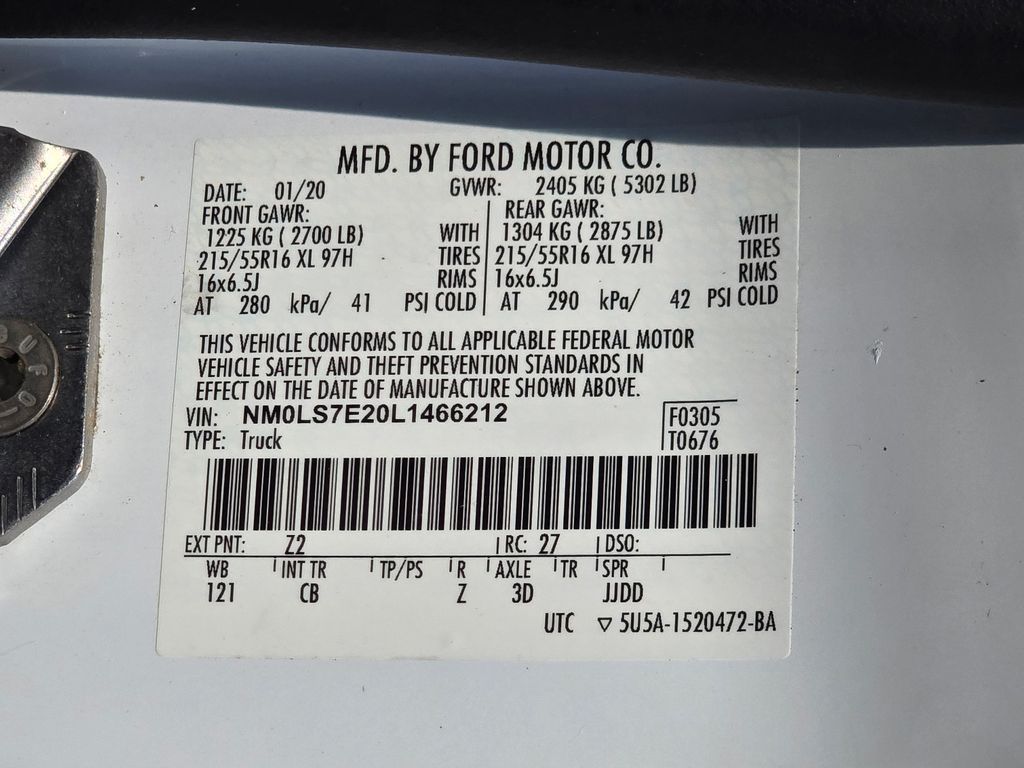 MFD. BY FORD MOTOR CO.
DATE: 01/20 GVWR: 2405 KG ( 5302 LB)
FRONT GAWR: REAR GAWR:
1225 KG ( 2700 LB) WITH 1304 KG ( 2875 LB) WITH
215/55R16 XL 97H TIRES 215/55R16 XL 97H TIRES
16x6.5J RIMS 16x6.5J RIMS
AT 280 kPa/ 41 PSI COLD AT 290 kPa/ 42 PSI COLD
THIS VEHICLE CONFORMS TO ALL APPLICABLE FEDERAL MOTOR
VEHICLE SAFETY AND THEFT PREVENTION STANDARDS IN
EFFECT ON THE DATE OF MANUFACTURE SHOWN ABOVE.
VIN: NM0LS7E20L1466212 F0305
TYPE: Truck T0676
EXT PNT: Z2 RC: 27 DSO:
WB INT TR TP/PS R AXLE TR SPR
121 CB Z 3D JJDD
UTC ▽ 5U5A-1520472-BA